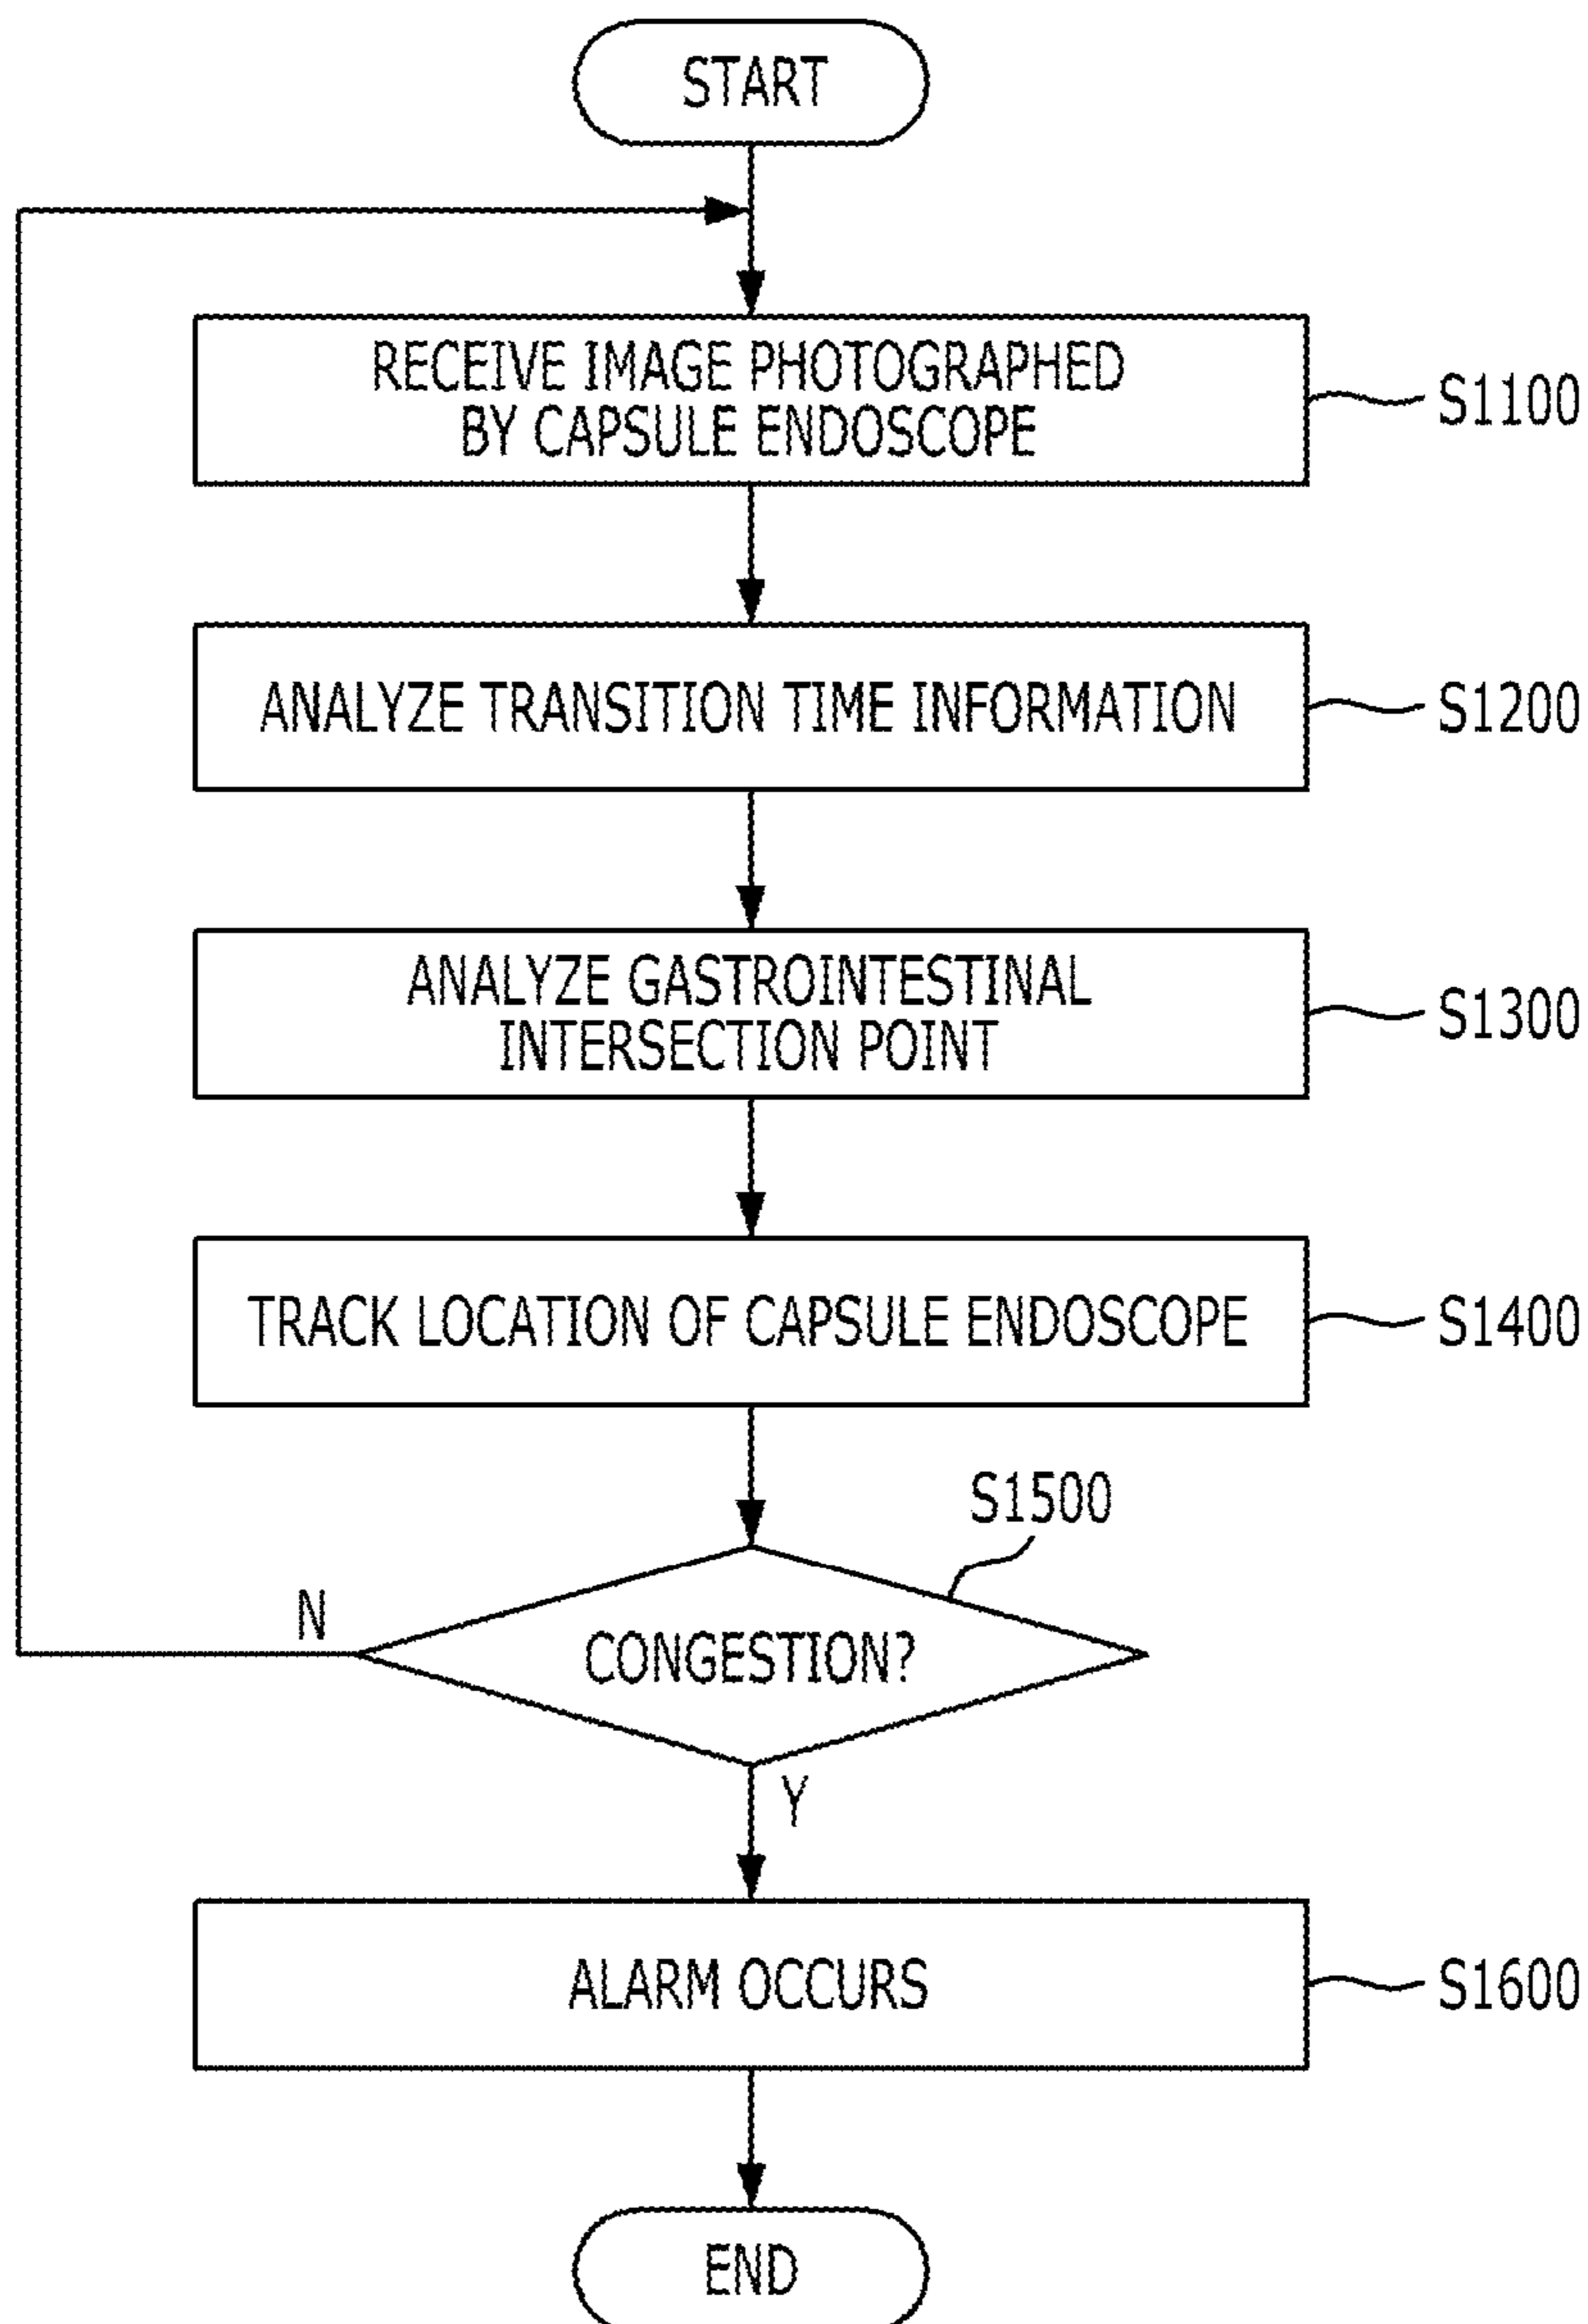 START
RECEIVE IMAGE PHOTOGRAPHED
BY CAPSULE ENDOSCOPE
S1100
ANALYZE TRANSITION TIME INFORMATION
S1200
ANALYZE GASTROINTESTINAL
INTERSECTION POINT
S1300
TRACK LOCATION OF CAPSULE ENDOSCOPE
S1400
S1500
N
CONGESTION?
Y
ALARM OCCURS
S1600
END